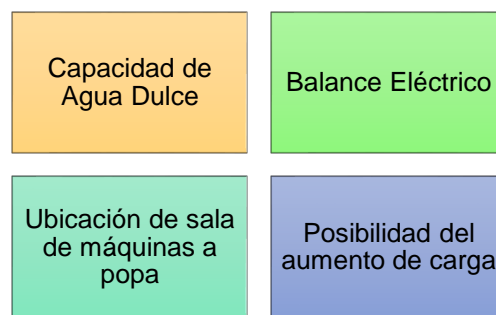 Capacidad de
Agua Dulce
Balance Eléctrico
Ubicación de sala
de máquinas a
popa
Posibilidad del
aumento de carga